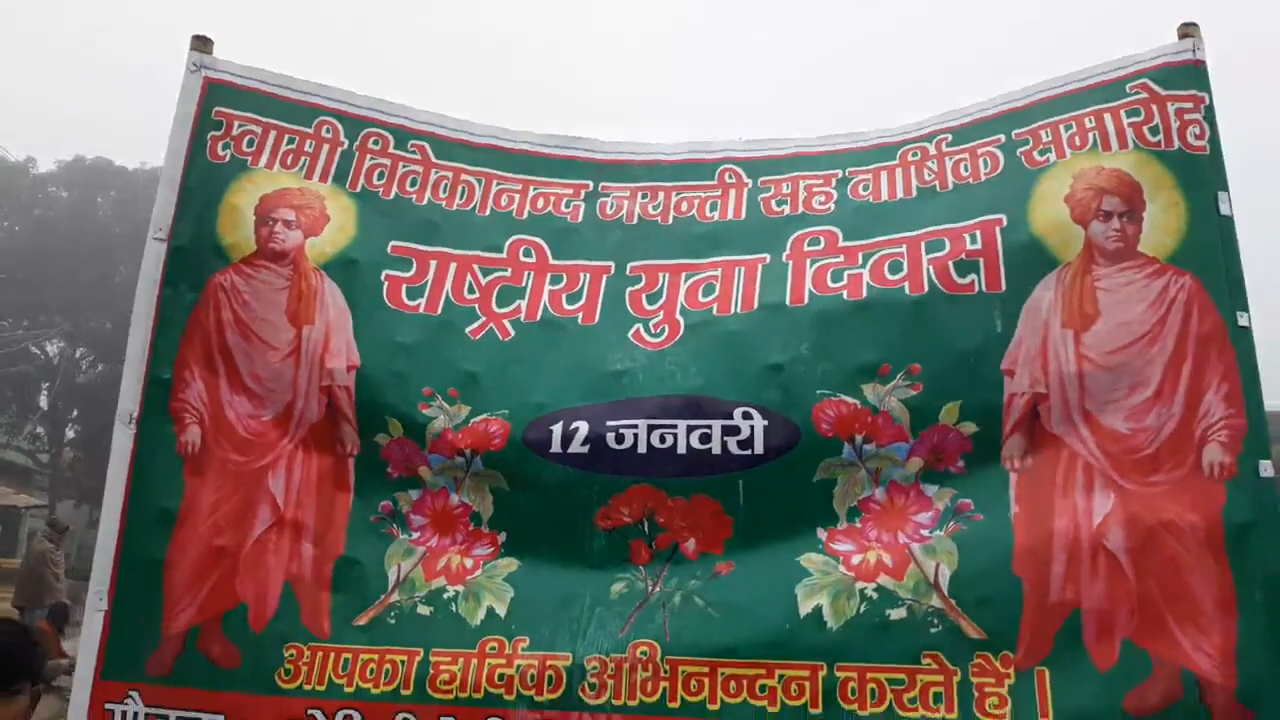 स्वामी विवेकानन्द जयन्ती सह वार्षिक समारोह
राष्ट्रीय युवा दिवस
12 जनवरी
आपका हार्दिक अभिनन्दन करते हैं।